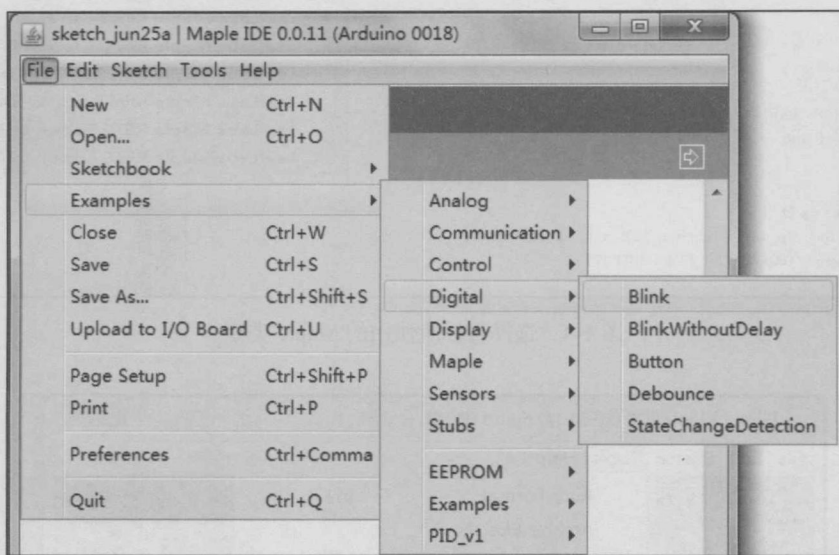 sketch_jun25a | Maple IDE 0.0.11 (Arduino 0018)
File Edit Sketch Tools Help
New Ctrl+N
Open... Ctrl+O
Sketchbook
Examples
Close Ctrl+W
Save Ctrl+S
Save As... Ctrl+Shift+S
Upload to I/O Board Ctrl+U
Page Setup Ctrl+Shift+P
Print Ctrl+P
Preferences Ctrl+Comma
Quit Ctrl+Q
Analog
Communication
Control
Digital
Display
Maple
Sensors
Stubs
EEPROM
Examples
PID_v1
Blink
BlinkWithoutDelay
Button
Debounce
StateChangeDetection